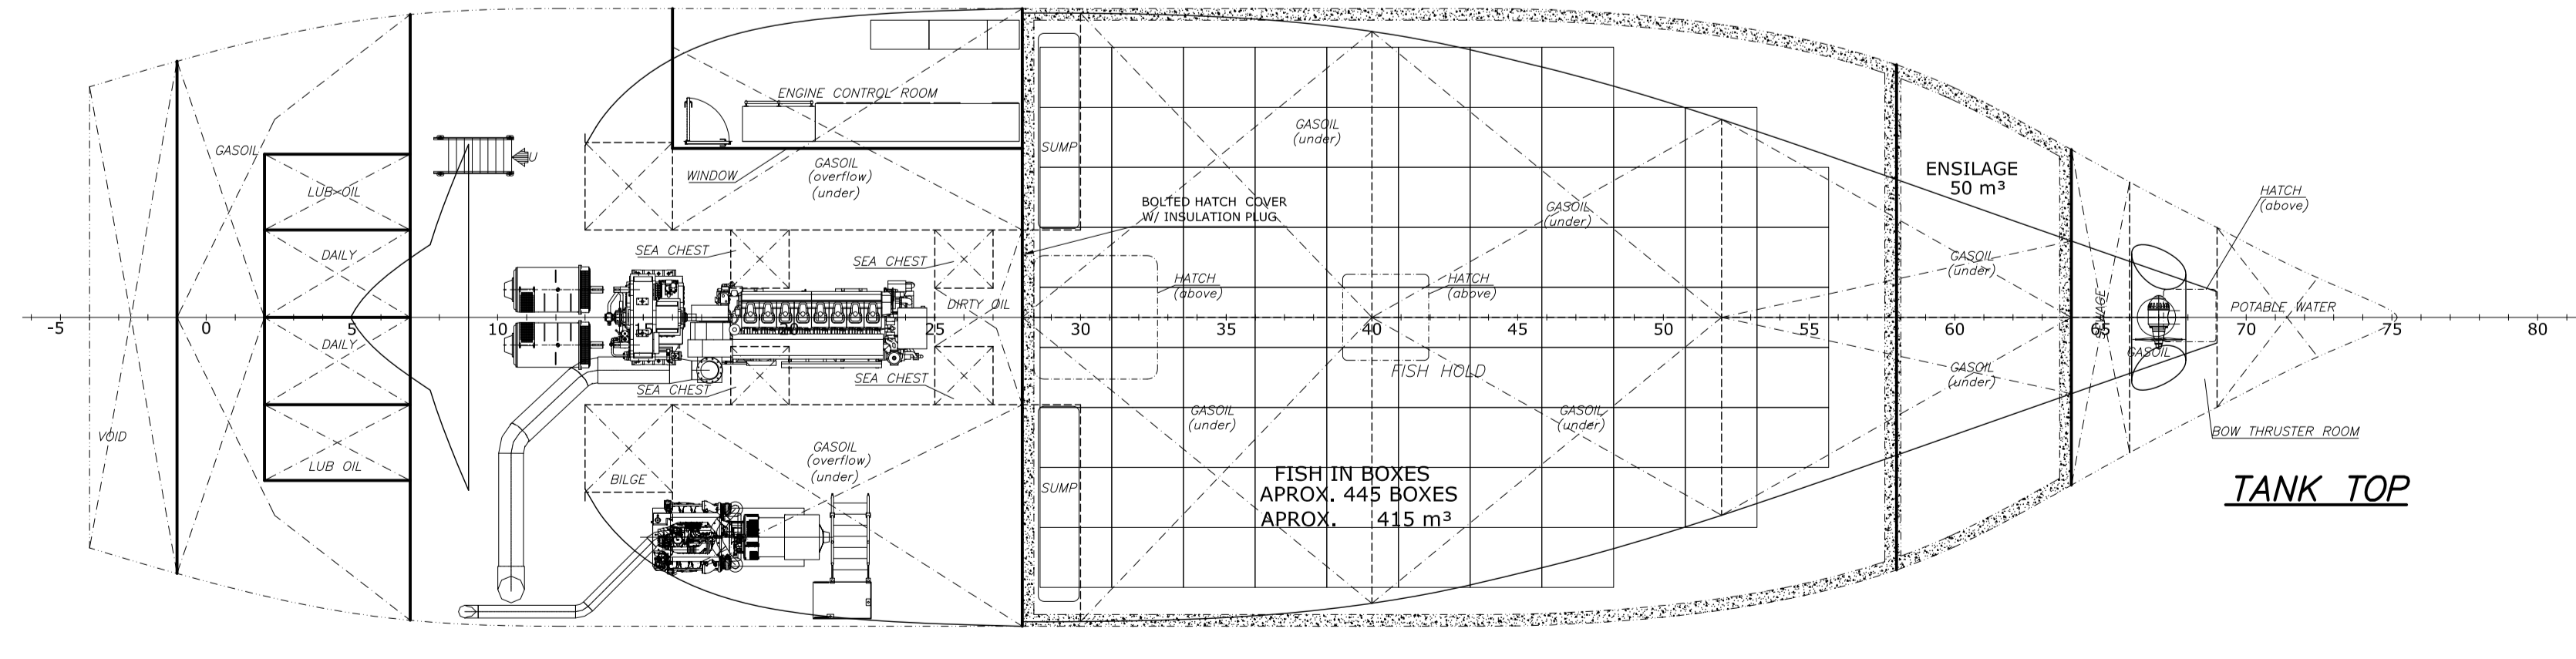 ENGINE CONTROL ROOM
GASOIL
LUB OIL
WINDOW
GASOIL
(overflow)
(under)
SUMP
GASOIL
(under)
BOLTED HATCH COVER
W/ INSULATION PLUG
GASOIL
(under)
ENSILAGE
50 m³
HATCH
(above)
DAILY
SEA CHEST
SEA CHEST
HATCH
(above)
HATCH
(above)
GASOIL
(under)
DIRTY OIL
SEWAGE
POTABLE WATER
-5 0 5 10 15 20 25 30 35 40 45 50 55 60 65 70 75 80
DAILY
GASOIL
SEA CHEST
SEA CHEST
FISH HOLD
GASOIL
(under)
VOID
GASOIL
(under)
GASOIL
(under)
BOW THRUSTER ROOM
LUB OIL
BILGE
GASOIL
(overflow)
(under)
SUMP
FISH IN BOXES
APROX. 445 BOXES
APROX. 415 m³
TANK TOP